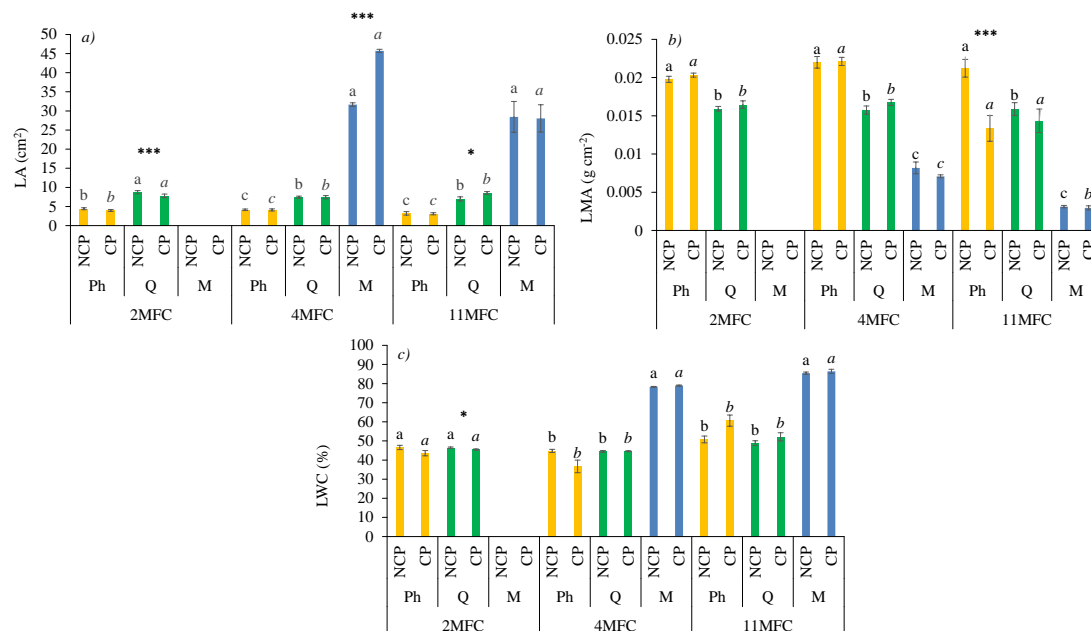 ***
50
a)
a
45
40
a
a
a
35
30
LA (cm²)
25
20
***
15
*
a
a
b
b
b
b
10
b
b
c
c
c
c
5
0
NCP CP NCP CP NCP CP NCP CP NCP CP NCP CP NCP CP NCP CP NCP CP
Ph Q M Ph Q M Ph Q M
2MFC 4MFC 11MFC
0.025
b)
a a a ***
a a
0.02
b b b b b
a a
0.015
LMA (g cm-2)
0.01
c c
0.005
c b
0
NCP CP NCP CP NCP CP NCP CP NCP CP NCP CP NCP CP NCP CP NCP CP
Ph Q M Ph Q M Ph Q M
2MFC 4MFC 11MFC
100
c)
a a
90
a a
80
70
*
b
60
b b b
a a a a
50
b b b b
40
LWC (%)
30
20
10
0
NCP CP NCP CP NCP CP NCP CP NCP CP NCP CP NCP CP NCP CP NCP CP
Ph Q M Ph Q M Ph Q M
2MFC 4MFC 11MFC